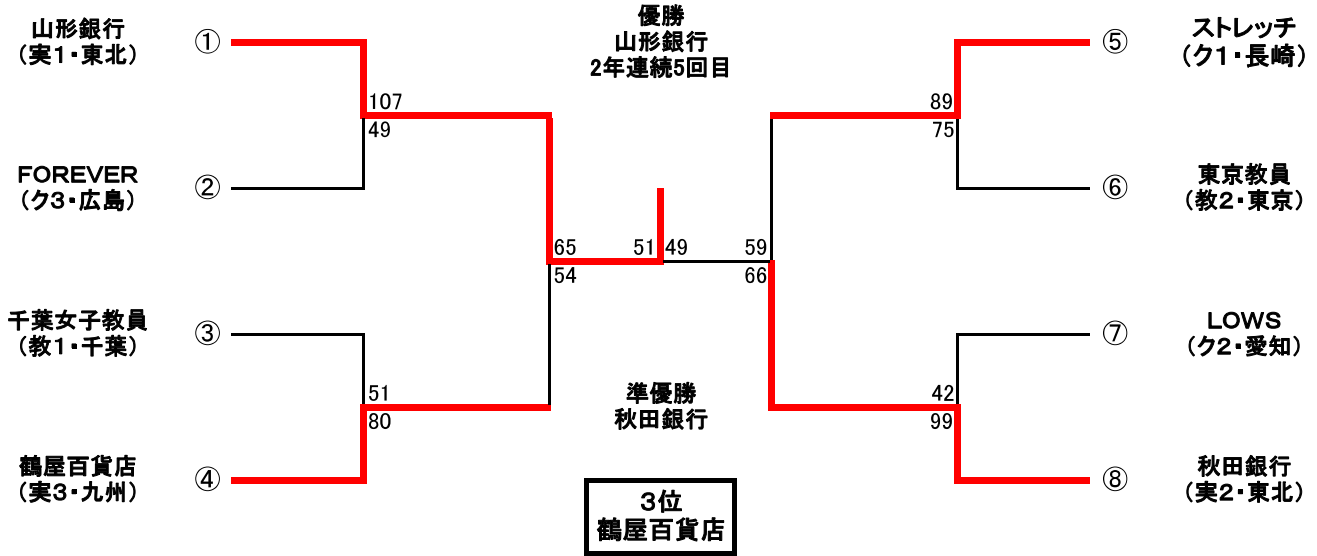 山形銀行
(実1・東北)
①
FOREVER
(ク3・広島)
②
千葉女子教員
(教1・千葉)
③
鶴屋百貨店
(実3・九州)
④
107
49
51
80
65
54
優勝
山形銀行
2年連続5回目
51 49
準優勝
秋田銀行
3位
鶴屋百貨店
59
66
89
75
42
99
⑤
ストレッチ
(ク1・長崎)
⑥
東京教員
(教2・東京)
⑦
LOWS
(ク2・愛知)
⑧
秋田銀行
(実2・東北)